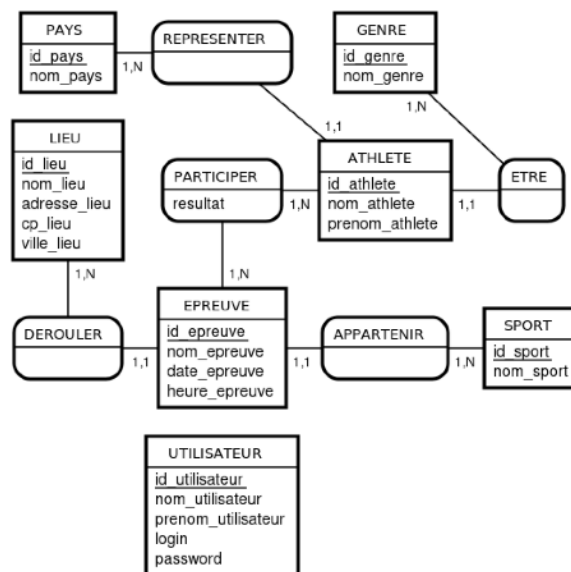 PAYS
id_pays
nom_pays
1,N
REPRESENTER
GENRE
id_genre
nom_genre
1,N
1,1
LIEU
id_lieu
nom_lieu
adresse_lieu
cp_lieu
ville_lieu
1,N
PARTICIPER
resultat
1,N
ATHLETE
id_athlete
nom_athlete
prenom_athlete
1,1
ETRE
1,N
DEROULER
1,1
EPREUVE
id_epreuve
nom_epreuve
date_epreuve
heure_epreuve
1,1
APPARTENIR
1,N
SPORT
id_sport
nom_sport
UTILISATEUR
id_utilisateur
nom_utilisateur
prenom_utilisateur
login
password